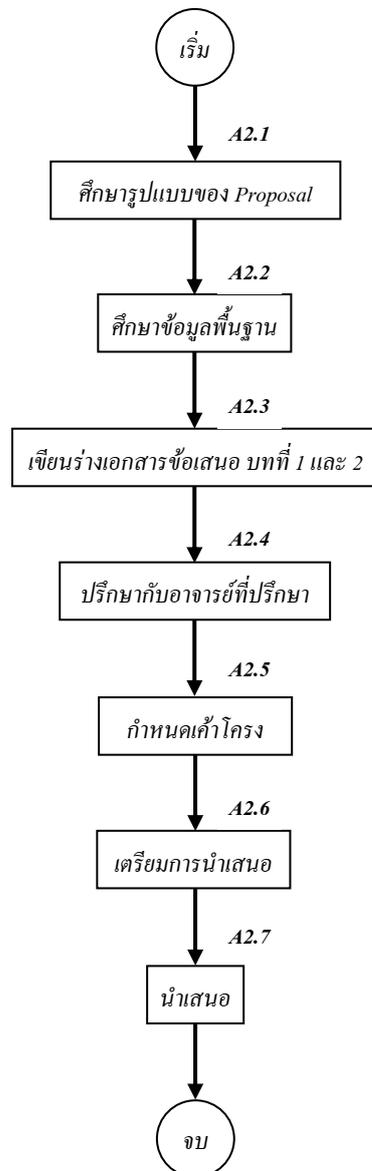 เริ่ม
A2.1
ศึกษารูปแบบของ Proposal
A2.2
ศึกษาข้อมูลพื้นฐาน
A2.3
เขียนร่างเอกสารข้อเสนอ บทที่ 1 และ 2
A2.4
ปรึกษากับอาจารย์ที่ปรึกษา
A2.5
กำหนดเค้าโครง
A2.6
เตรียมการนำเสนอ
A2.7
นำเสนอ
จบ